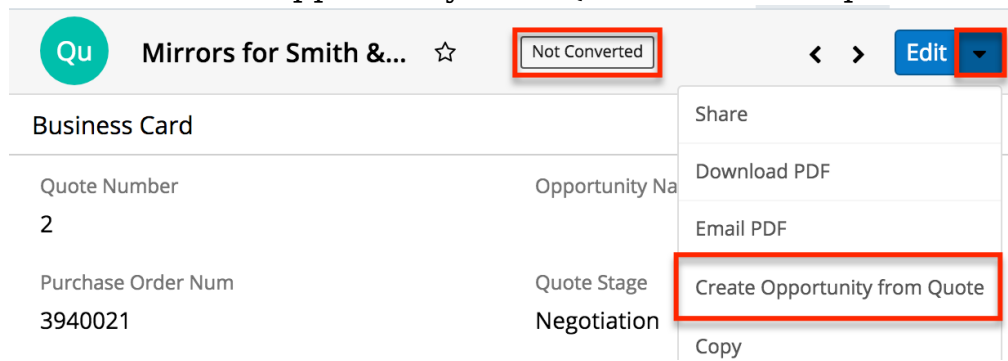 Qu Mirrors for Smith &... Not Converted Edit
Share
Business Card
Download PDF
Quote Number Opportunity Na
2
Email PDF
Purchase Order Num Quote Stage
Create Opportunity from Quote
3940021 Negotiation
Copy